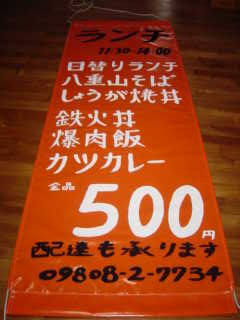 ランチ
11:30-14:00
日替りランチ
八重山そば
しょうが焼丼
鉄火丼
爆肉飯
カツカレー
全品 500円
配達も承ります
09808-2-7734